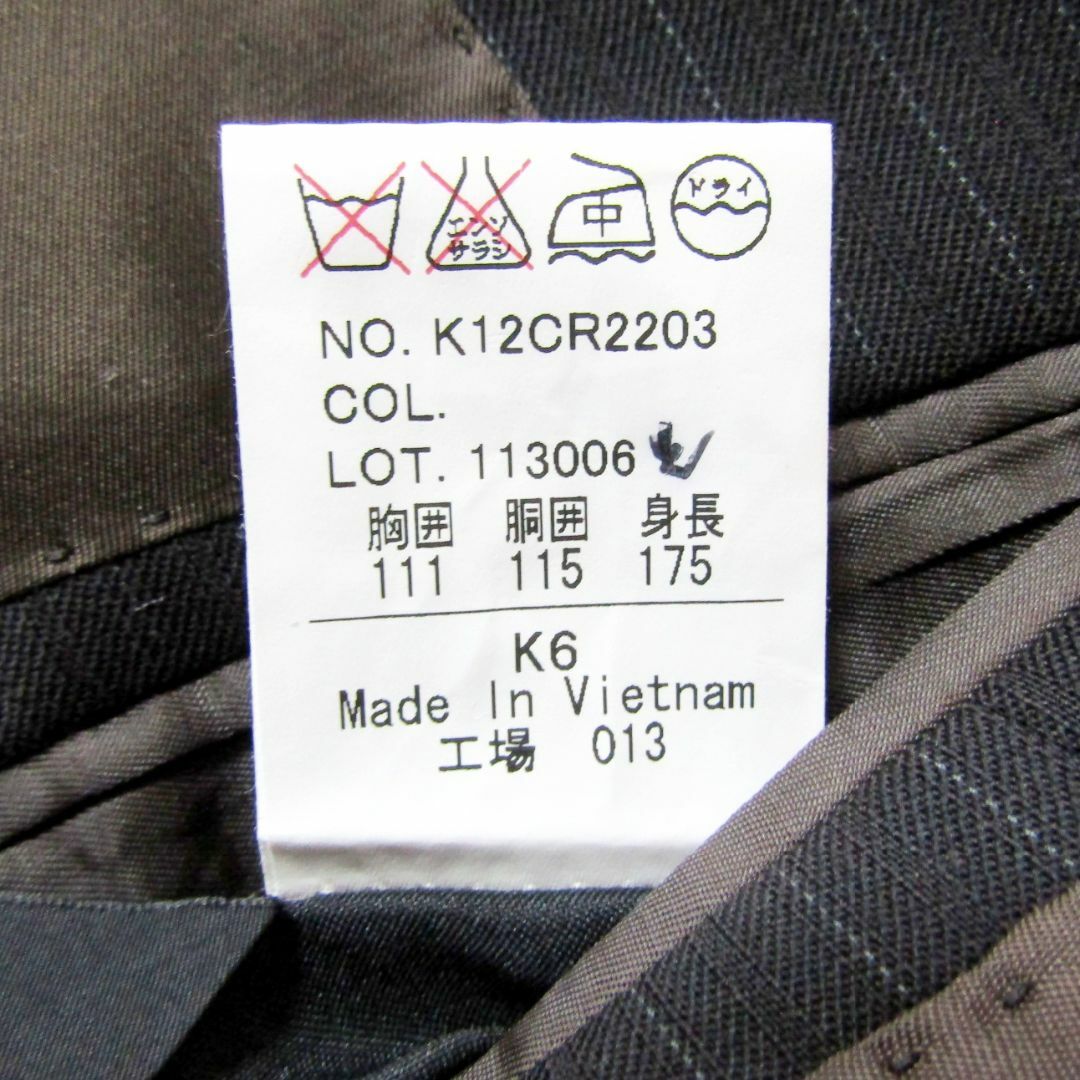 エンソ
サラシ
中
ドライ
NO. K12CR2203
COL.
LOT. 113006
胸囲 胴囲 身長
111 115 175
K6
Made In Vietnam
工場 013